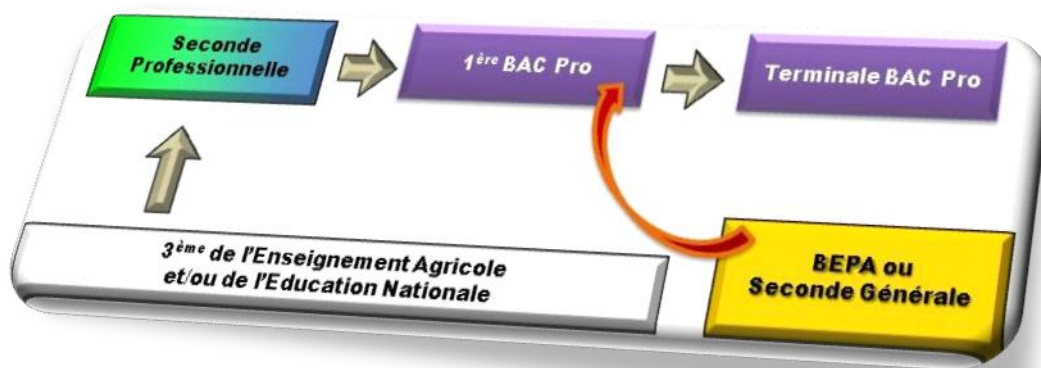 Seconde
Professionnelle
1ère BAC Pro
Terminale BAC Pro
3ème de l'Enseignement Agricole
et/ou de l'Education Nationale
BEPA ou
Seconde Générale